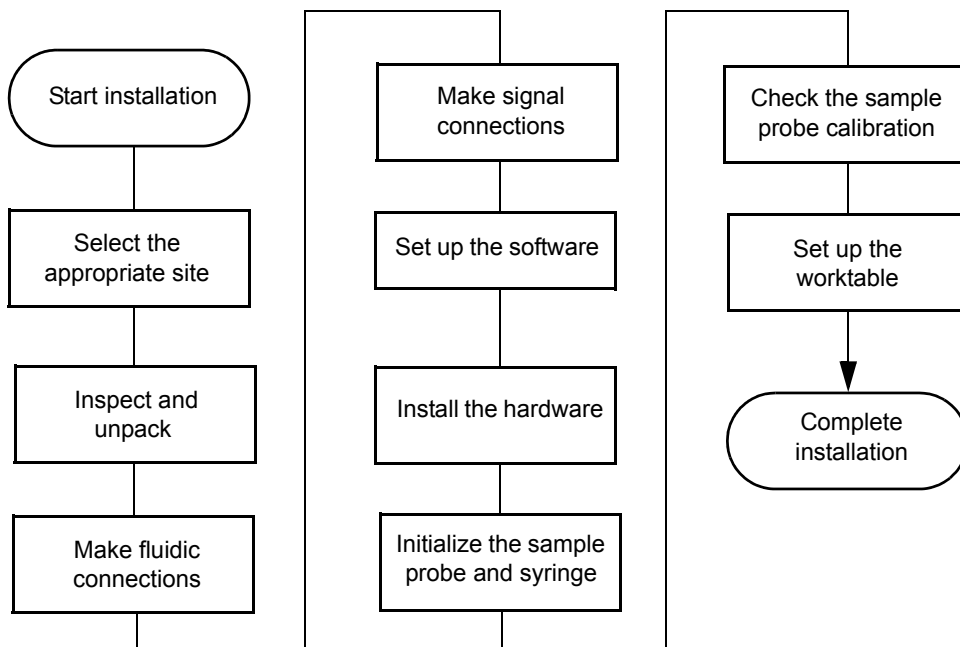 Start installation
Select the
appropriate site
Inspect and
unpack
Make fluidic
connections
Make signal
connections
Set up the software
Install the hardware
Initialize the sample
probe and syringe
Check the sample
probe calibration
Set up the
worktable
Complete
installation